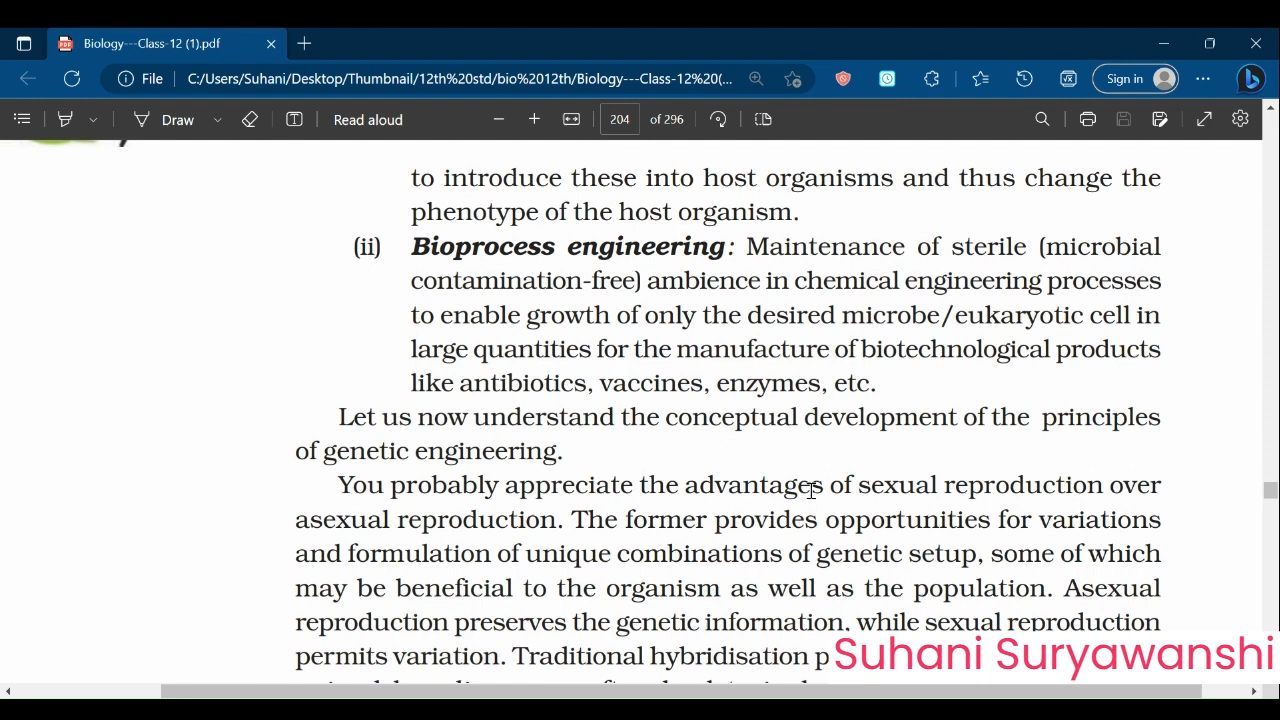 Biology---Class-12 (1).pdf
File C:/Users/Suhani/Desktop/Thumbnail/12th%20std/bio%2012th/Biology---Class-12%20(... Sign in
Draw Read aloud 204 of 296
to introduce these into host organisms and thus change the
phenotype of the host organism.
(ii) Bioprocess engineering: Maintenance of sterile (microbial
contamination-free) ambience in chemical engineering processes
to enable growth of only the desired microbe/eukaryotic cell in
large quantities for the manufacture of biotechnological products
like antibiotics, vaccines, enzymes, etc.
Let us now understand the conceptual development of the principles
of genetic engineering.
You probably appreciate the advantages of sexual reproduction over
asexual reproduction. The former provides opportunities for variations
and formulation of unique combinations of genetic setup, some of which
may be beneficial to the organism as well as the population. Asexual
reproduction preserves the genetic information, while sexual reproduction
permits variation. Traditional hybridisation p
Suhani Suryawanshi